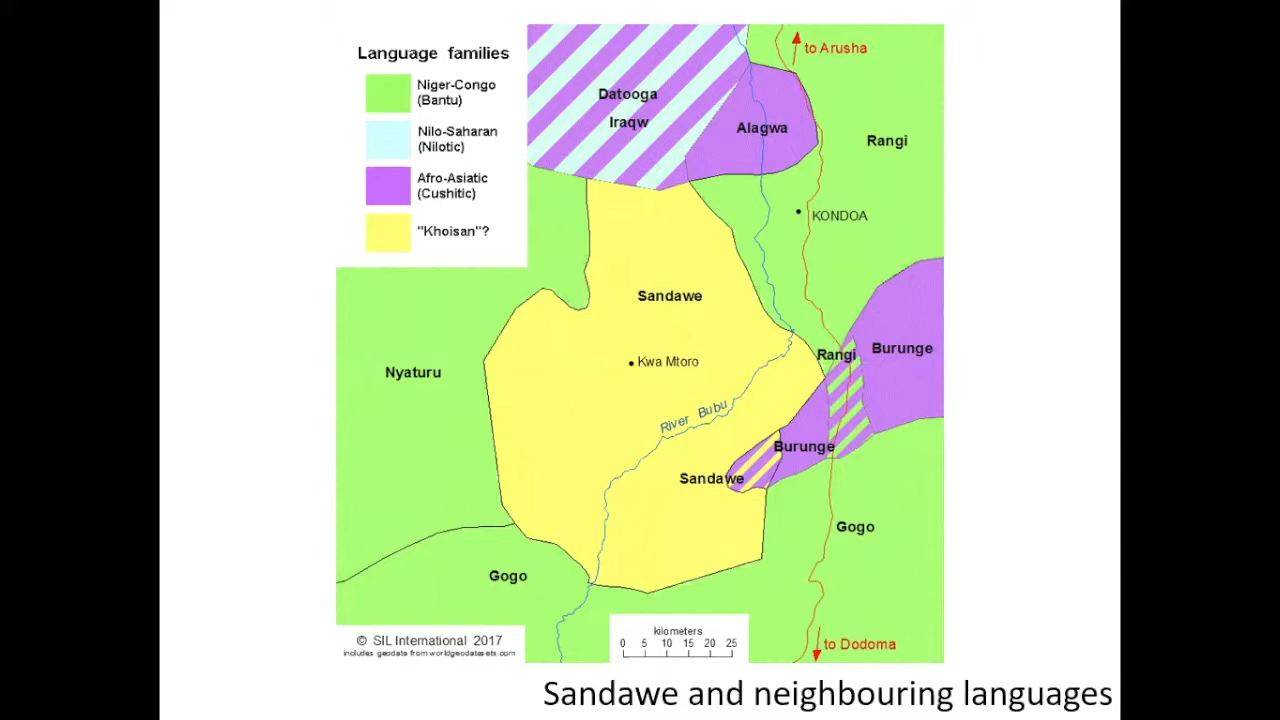 Language families
Niger-Congo
(Bantu)
Nilo-Saharan
(Nilotic)
Afro-Asiatic
(Cushitic)
"Khoisan"?
to Arusha
Datooga
Iraqw
Alagwa
Rangi
KONDOA
Sandawe
Rangi
Burunge
Kwa Mtoro
Nyaturu
River Bubu
Burunge
Sandawe
Gogo
Gogo
© SIL International 2017
includes geodata from worldgeodatasets.com
kilometers
0 5 10 15 20 25
to Dodoma
Sandawe and neighbouring languages